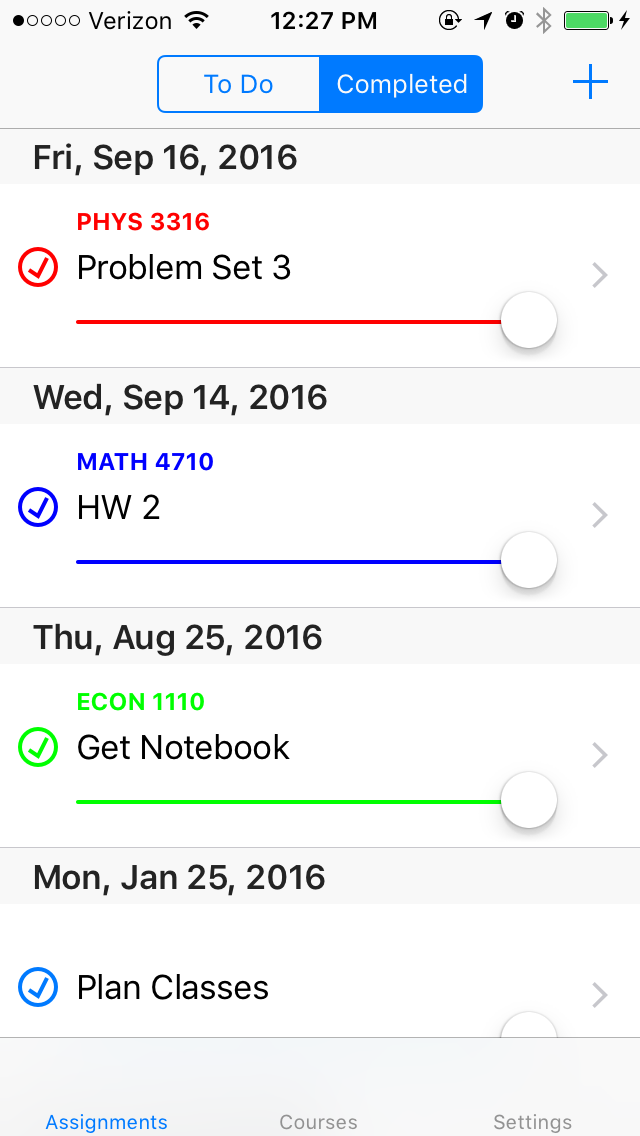 Verizon 12:27 PM
To Do Completed
Fri, Sep 16, 2016
PHYS 3316
Problem Set 3
Wed, Sep 14, 2016
MATH 4710
HW 2
Thu, Aug 25, 2016
ECON 1110
Get Notebook
Mon, Jan 25, 2016
Plan Classes
Assignments Courses Settings